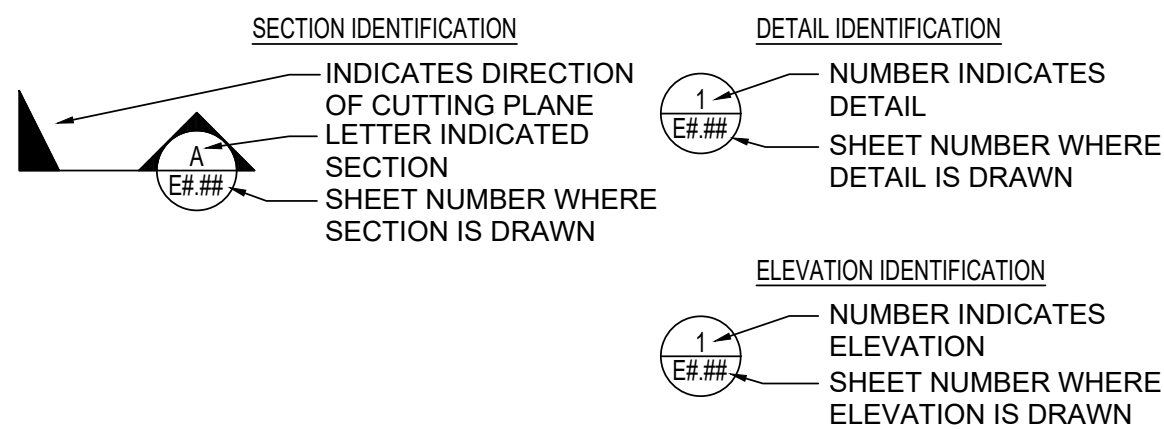 SECTION IDENTIFICATION
INDICATES DIRECTION
OF CUTTING PLANE
LETTER INDICATED
SECTION
SHEET NUMBER WHERE
SECTION IS DRAWN
A
E#.##
DETAIL IDENTIFICATION
NUMBER INDICATES
DETAIL
SHEET NUMBER WHERE
DETAIL IS DRAWN
1
E#.##
ELEVATION IDENTIFICATION
NUMBER INDICATES
ELEVATION
SHEET NUMBER WHERE
ELEVATION IS DRAWN
1
E#.##